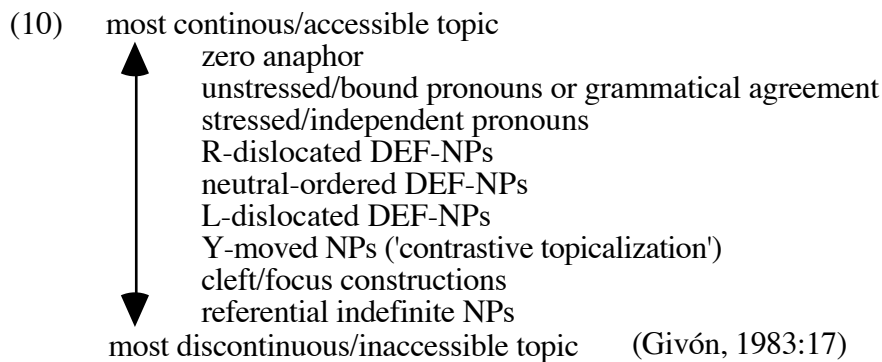 (10) most continous/accessible topic
zero anaphor
unstressed/bound pronouns or grammatical agreement
stressed/independent pronouns
R-dislocated DEF-NPs
neutral-ordered DEF-NPs
L-dislocated DEF-NPs
Y-moved NPs ('contrastive topicalization')
cleft/focus constructions
referential indefinite NPs
most discontinuous/inaccessible topic (Givón, 1983:17)